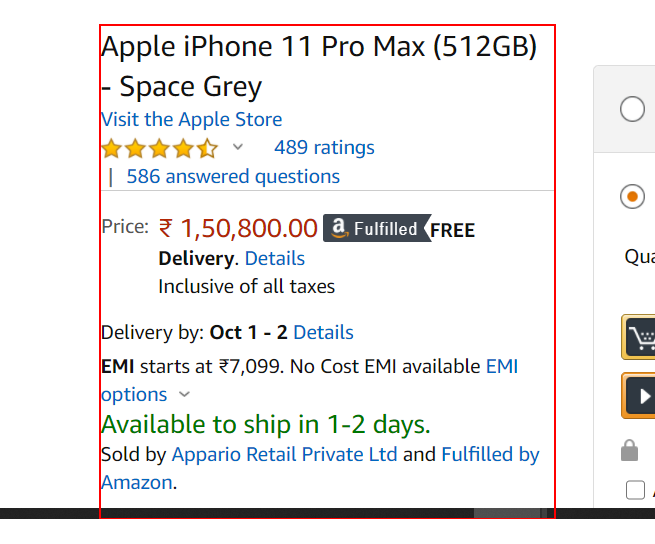 Apple iPhone 11 Pro Max (512GB)
- Space Grey
Visit the Apple Store
489 ratings
| 586 answered questions
Price: ₹ 1,50,800.00 a Fulfilled FREE
Delivery. Details
Inclusive of all taxes
Delivery by: Oct 1 - 2 Details
EMI starts at ₹7,099. No Cost EMI available EMI
options
Available to ship in 1-2 days.
Sold by Appario Retail Private Ltd and Fulfilled by
Amazon.